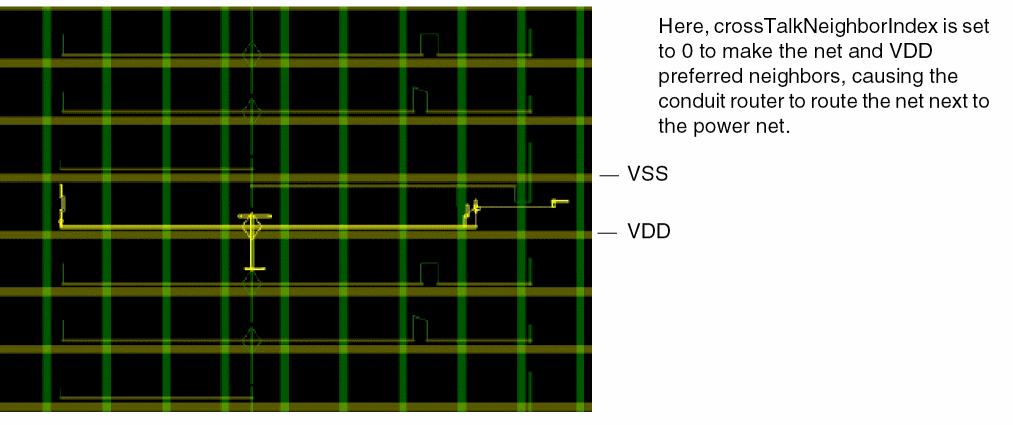 Here, crossTalkNeighborIndex is set
to 0 to make the net and VDD
preferred neighbors, causing the
conduit router to route the net next to
the power net.
VSS
VDD